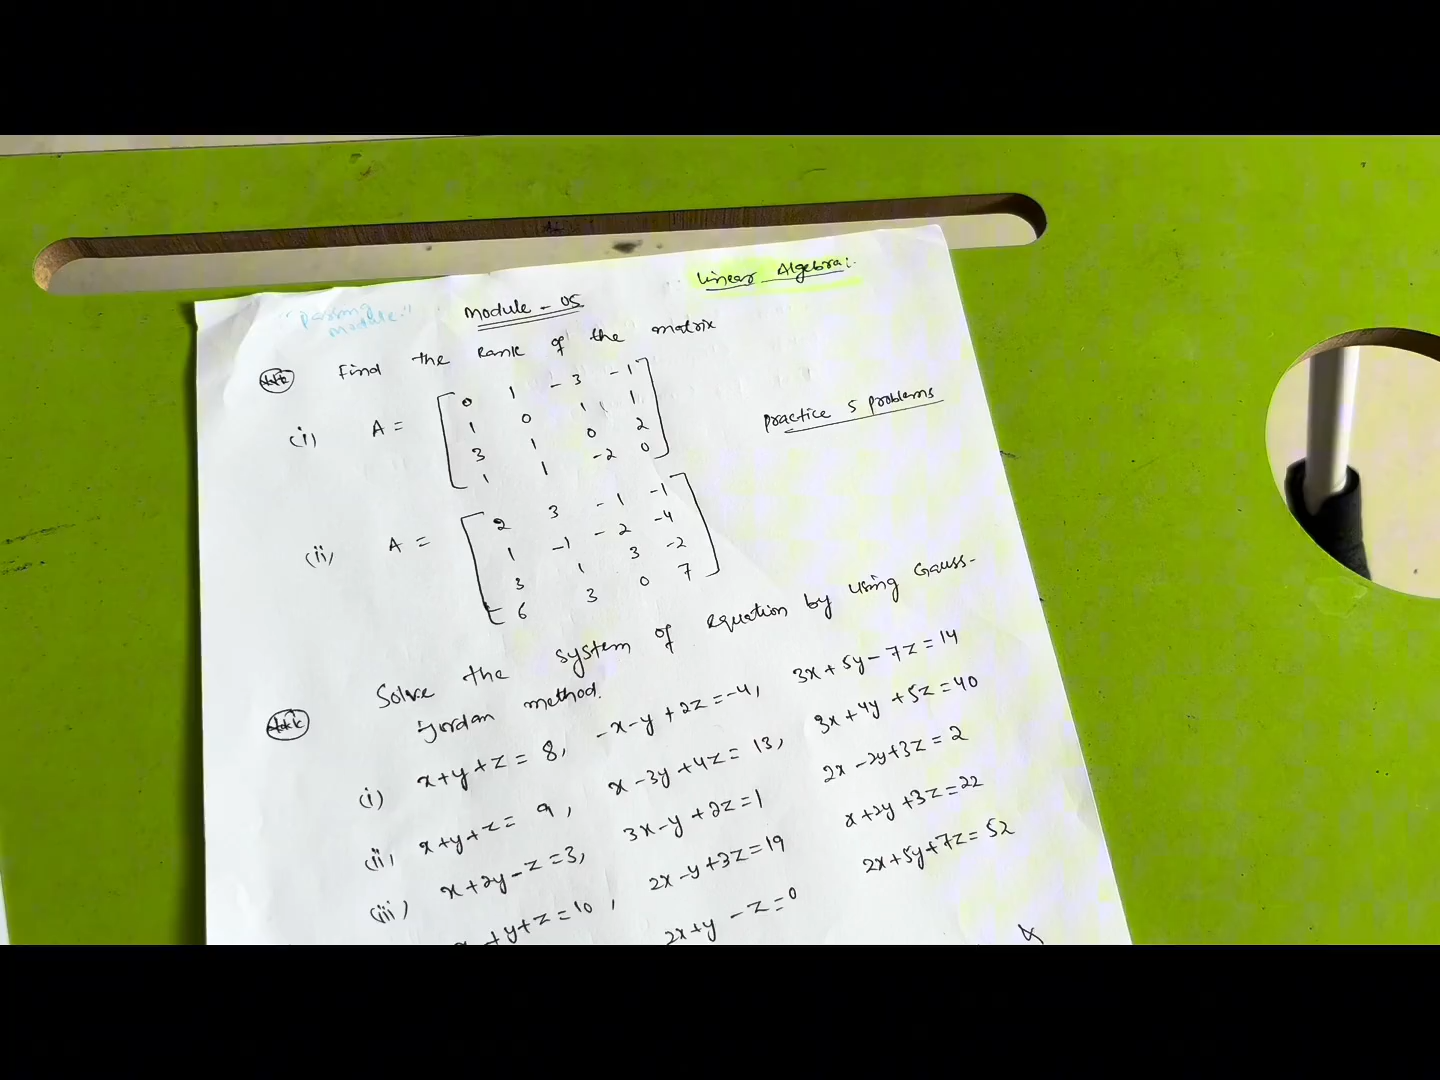 Linear Algebra:-
"passing module:"
Module - 05
Find the Rank of the matrix
(i) A = [0 1 -3 -1
1 0 1 1
3 1 0 2
1 1 -2 0]
Practice 5 problems
(ii) A = [2 3 -1 -1
1 -1 -2 -4
3 1 3 -2
6 3 0 7]
Solve the system of equation by using Gauss-
Jordan method.
(i) x+y+z = 8, -x-y+2z=-4, 3x+5y-7z=14
(ii) x+y+z= 9, x-3y+4z=13, 3x+4y+5z=40
(iii) x+2y-z=3, 3x-y+2z=1 2x-2y+3z=2
x+y+z=10, 2x-y+3z=19 x+2y+3z=22
2x+y-z=0 2x+5y+7z=52